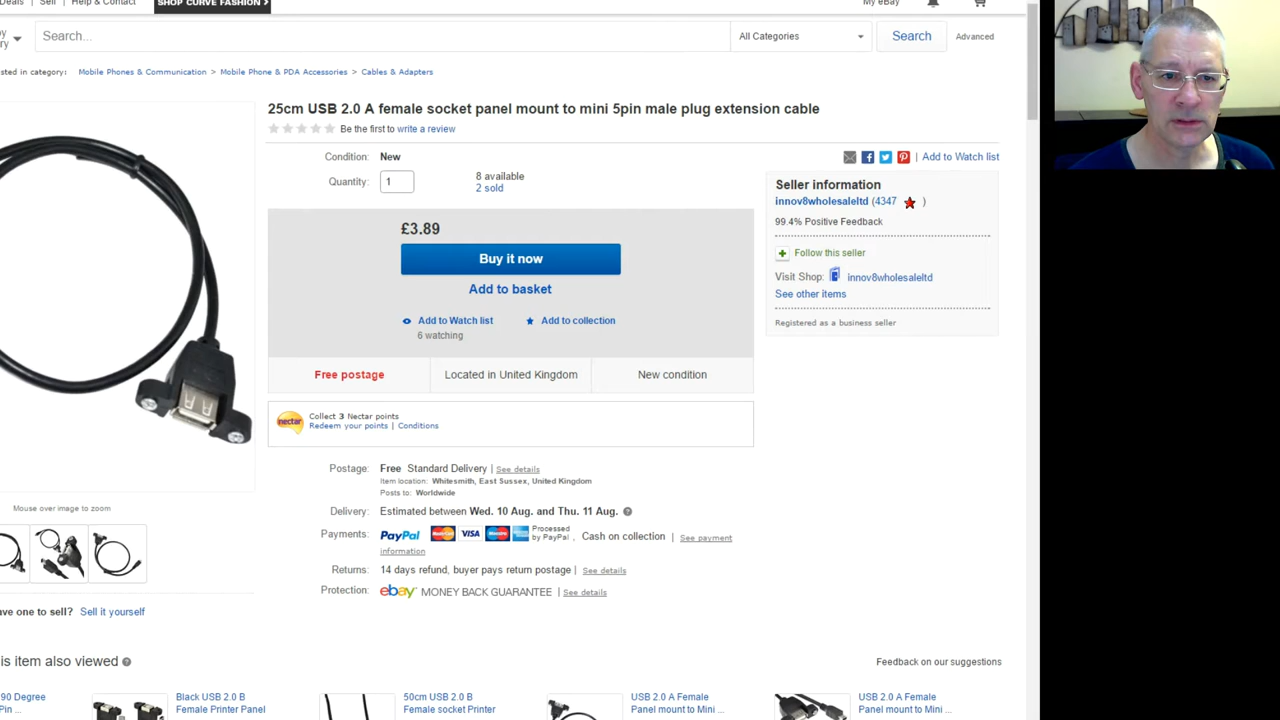 Deals Sell Help & Contact SHOP CURVE FASHION > My eBay
Search... All Categories Search Advanced
Mobile Phones & Communication > Mobile Phone & PDA Accessories > Cables & Adapters
25cm USB 2.0 A female socket panel mount to mini 5pin male plug extension cable
Be the first to write a review
Condition: New
Add to Watch list
Quantity: 1 8 available
2 sold
£3.89
Buy it now
Add to basket
Add to Watch list Add to collection
6 watching
Free postage Located in United Kingdom New condition
Seller information
innov8wholesaleltd (4347 )
99.4% Positive Feedback
Follow this seller
Visit Shop: innov8wholesaleltd
See other items
Registered as a business seller
nectar
Collect 3 Nectar points
Redeem your points | Conditions
Postage: Free Standard Delivery | See details
Item location: Whitesmith, East Sussex, United Kingdom
Posts to: Worldwide
Delivery: Estimated between Wed. 10 Aug. and Thu. 11 Aug.
Payments: PayPal VISA Processed by PayPal , Cash on collection | See payment
information
Returns: 14 days refund, buyer pays return postage | See details
Protection: ebay MONEY BACK GUARANTEE | See details
Mouse over image to zoom
ave one to sell? Sell it yourself
is item also viewed
Feedback on our suggestions
90 Degree
Pin ...
Black USB 2.0 B
Female Printer Panel
50cm USB 2.0 B
Female socket Printer
USB 2.0 A Female
Panel mount to Mini ...
USB 2.0 A Female
Panel mount to Mini ...